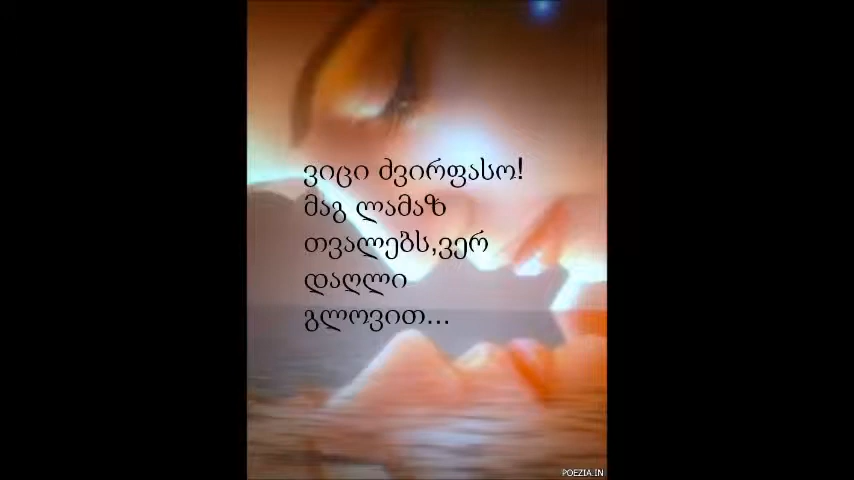 ვიცი ძვირფასო!
მაგ ლამაზ
თვალებს,ვერ
დაღლი
გლოვით...
POEZIA.IN